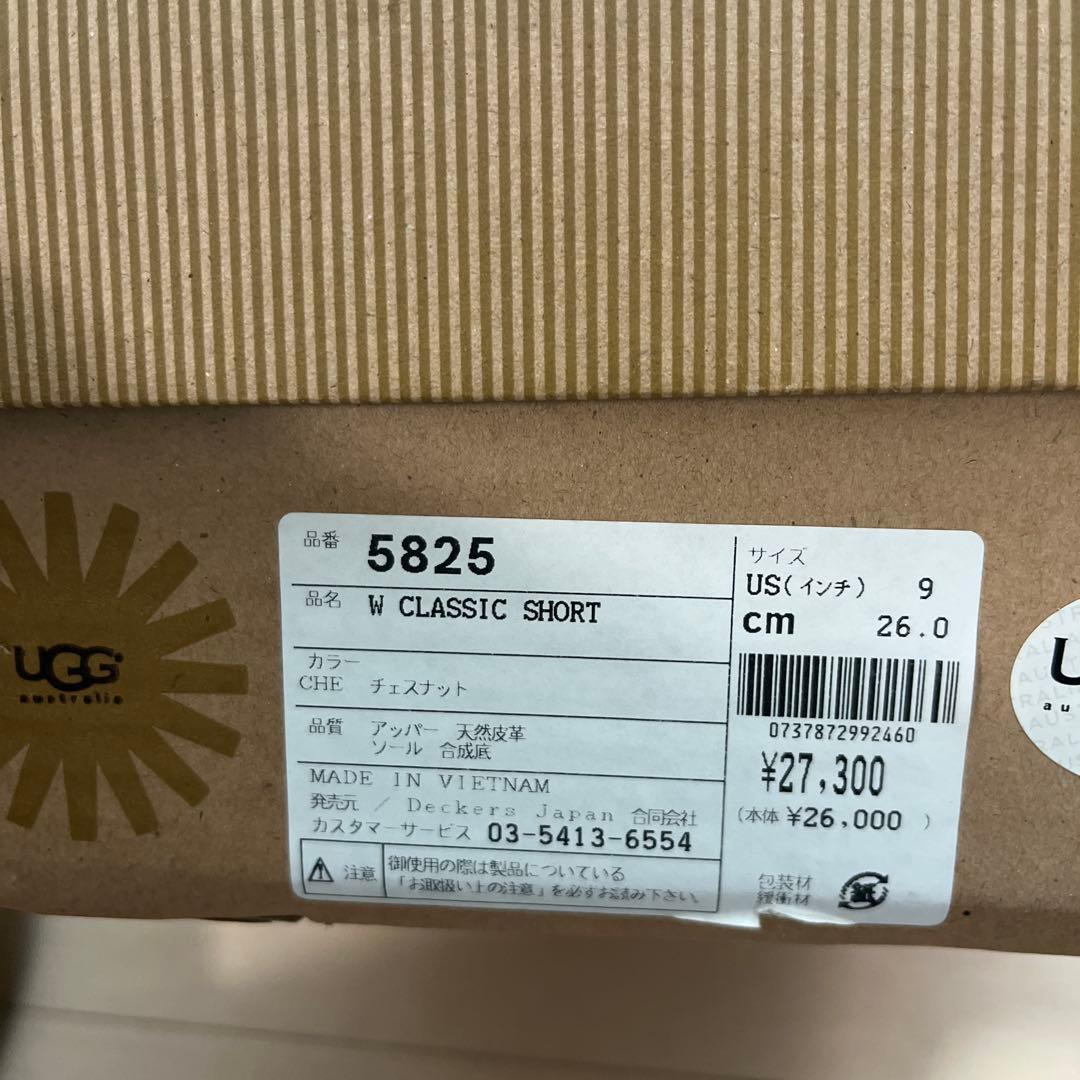 UGG®
australia
品番 5825
品名 W CLASSIC SHORT
カラー
CHE チェスナット
品質 アッパー 天然皮革
ソール 合成底
MADE IN VIETNAM
発売元 / Deckers Japan 合同会社
カスタマーサービス 03-5413-6554
注意 御使用の際は製品についている
「お取扱い上の注意」を必ずお読み下さい。
サイズ
US(インチ) 9
cm 26.0
0737872992460
¥27,300
(本体 ¥26,000 )
包装材
緩衝材
紙
U
au